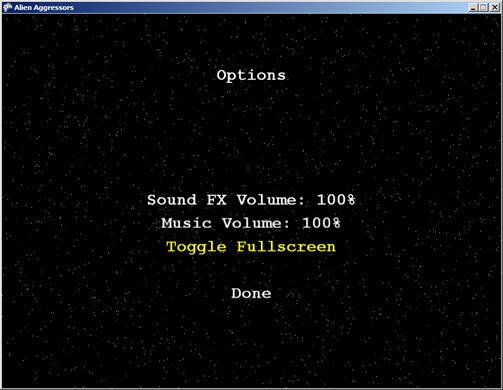 Alien Aggressors
Options
Sound FX Volume: 100%
Music Volume: 100%
Toggle Fullscreen
Done